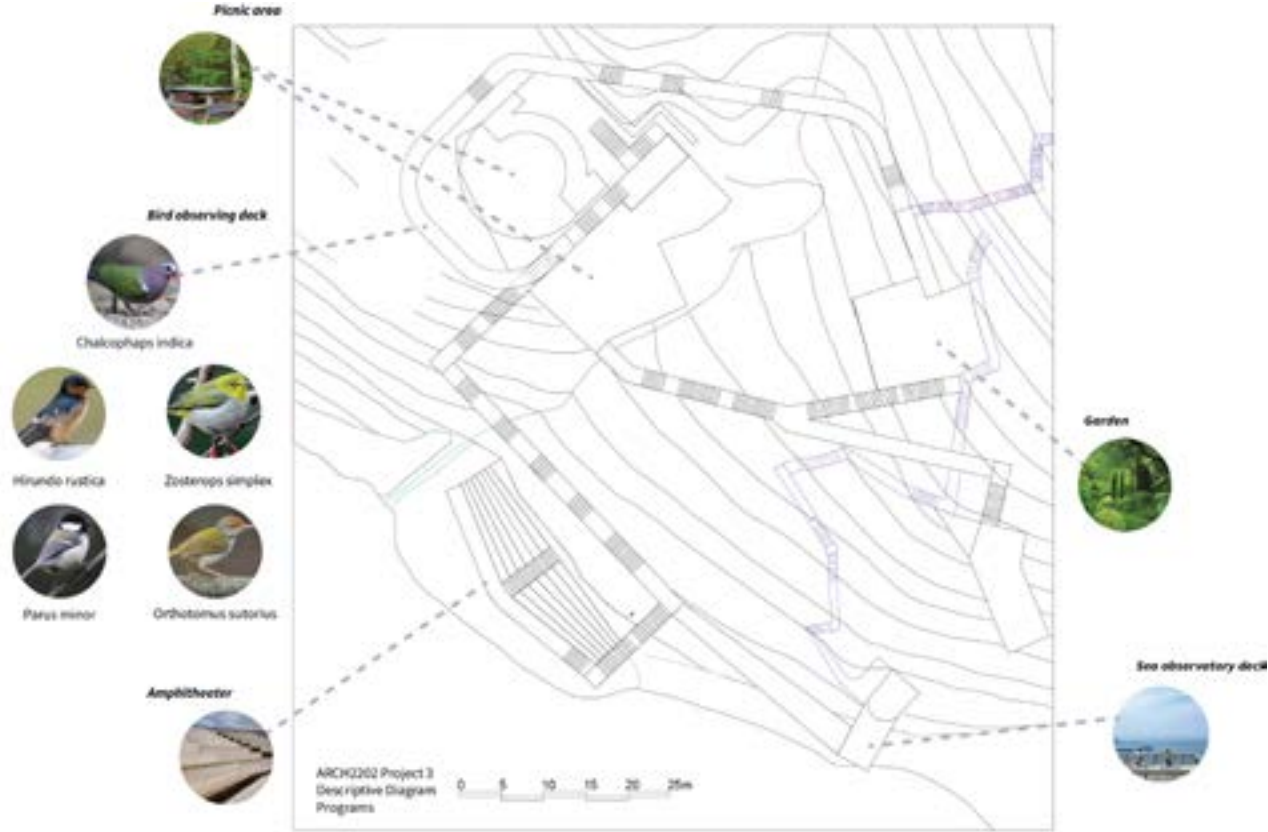 Picnic area
Bird observing deck
Chalcophaps indica
Hirundo rustica
Zosterops simplex
Parus minor
Orthotomus sutorius
Amphitheater
Garden
Sea observatory deck
ARCH2202 Project 3
Descriptive Diagram
Programs
0 5 10 15 20 25m